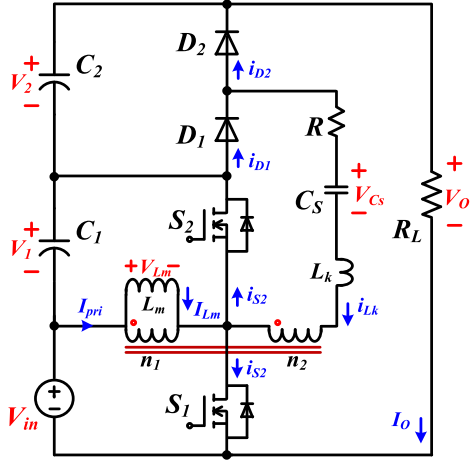 D2
+
V2
−
C2
iD2
D1
R
iD1
+
VCs
−
CS
+
VO
−
RL
S2
+
V1
−
C1
Lk
+ VLm −
Lm
ILm
iS2
iLk
Ipri
n1
n2
iS2
S1
Vin
+
−
IO